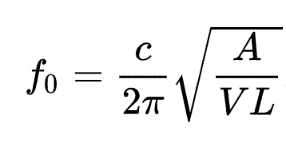 f₀ = c/2π √(A/VL)